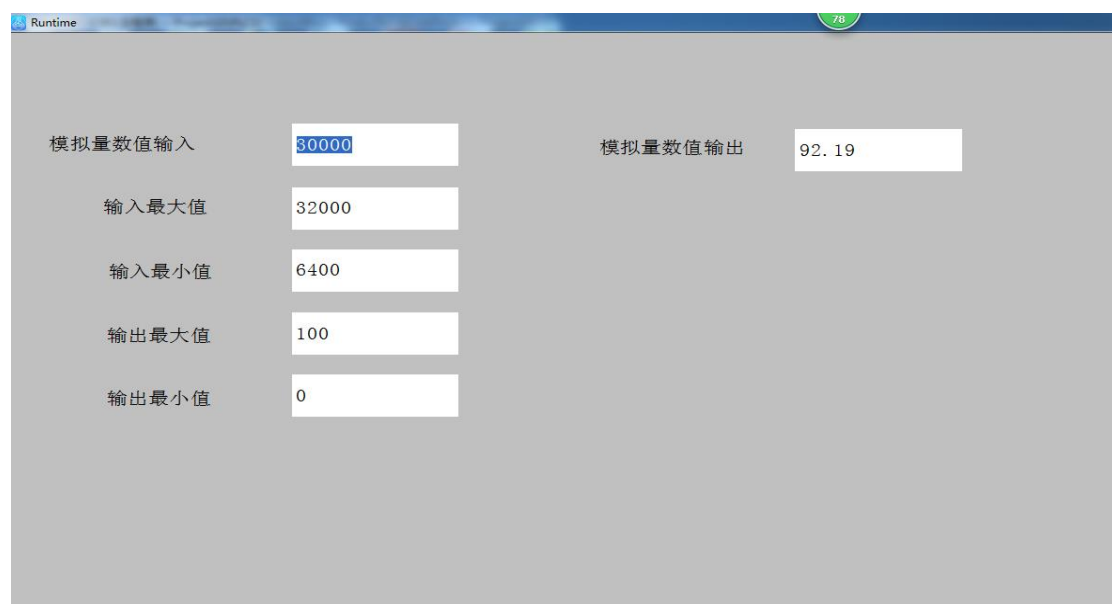 Runtime
78
模拟量数值输入 30000
模拟量数值输出 92.19
输入最大值 32000
输入最小值 6400
输出最大值 100
输出最小值 0